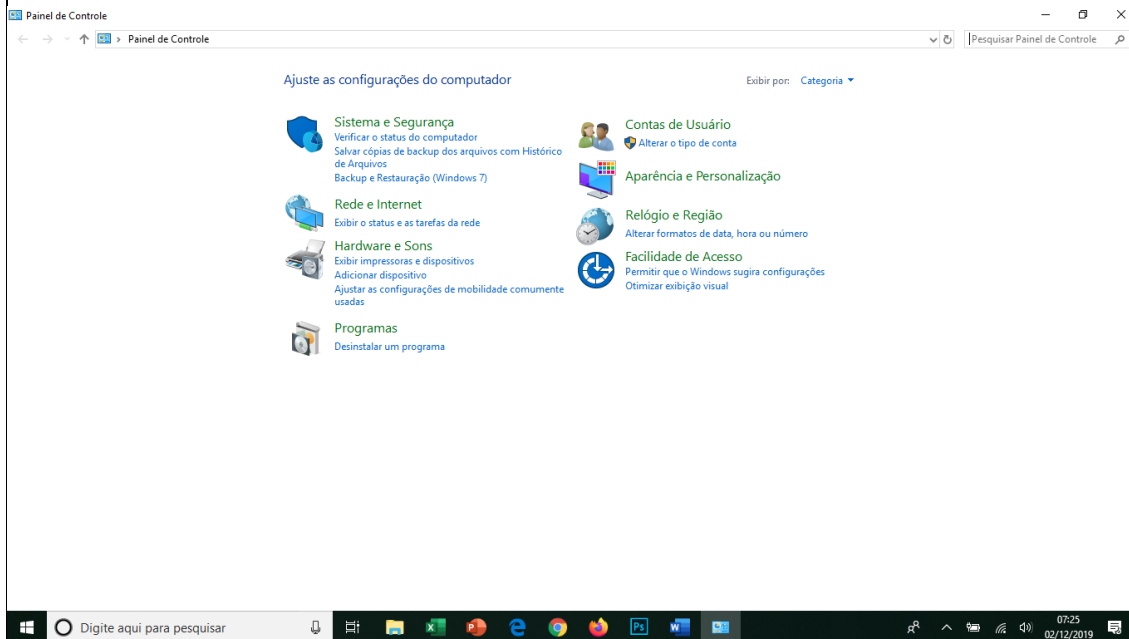 Painel de Controle
Painel de Controle
Pesquisar Painel de Controle
Ajuste as configurações do computador
Exibir por: Categoria
Sistema e Segurança
Verificar o status do computador
Salvar cópias de backup dos arquivos com Histórico
de Arquivos
Backup e Restauração (Windows 7)
Rede e Internet
Exibir o status e as tarefas da rede
Hardware e Sons
Exibir impressoras e dispositivos
Adicionar dispositivo
Ajustar as configurações de mobilidade comumente
usadas
Programas
Desinstalar um programa
Contas de Usuário
Alterar o tipo de conta
Aparência e Personalização
Relógio e Região
Alterar formatos de data, hora ou número
Facilidade de Acesso
Permitir que o Windows sugira configurações
Otimizar exibição visual
Digite aqui para pesquisar
Ps
07:25
02/12/2019